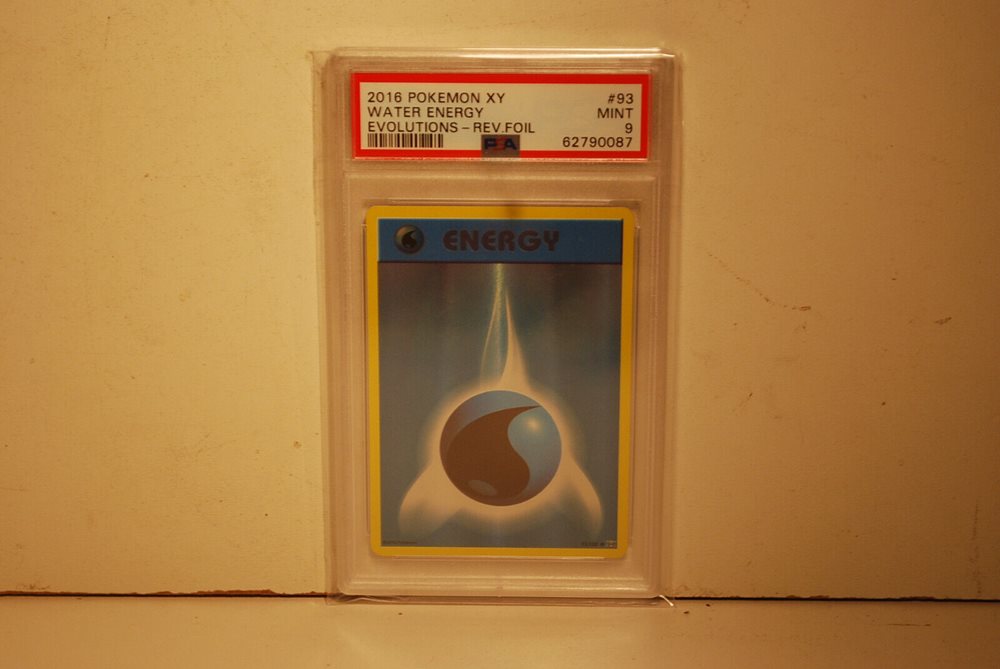 2016 POKEMON XY #93
WATER ENERGY MINT
EVOLUTIONS - REV.FOIL 9
PSA 62790087
ENERGY